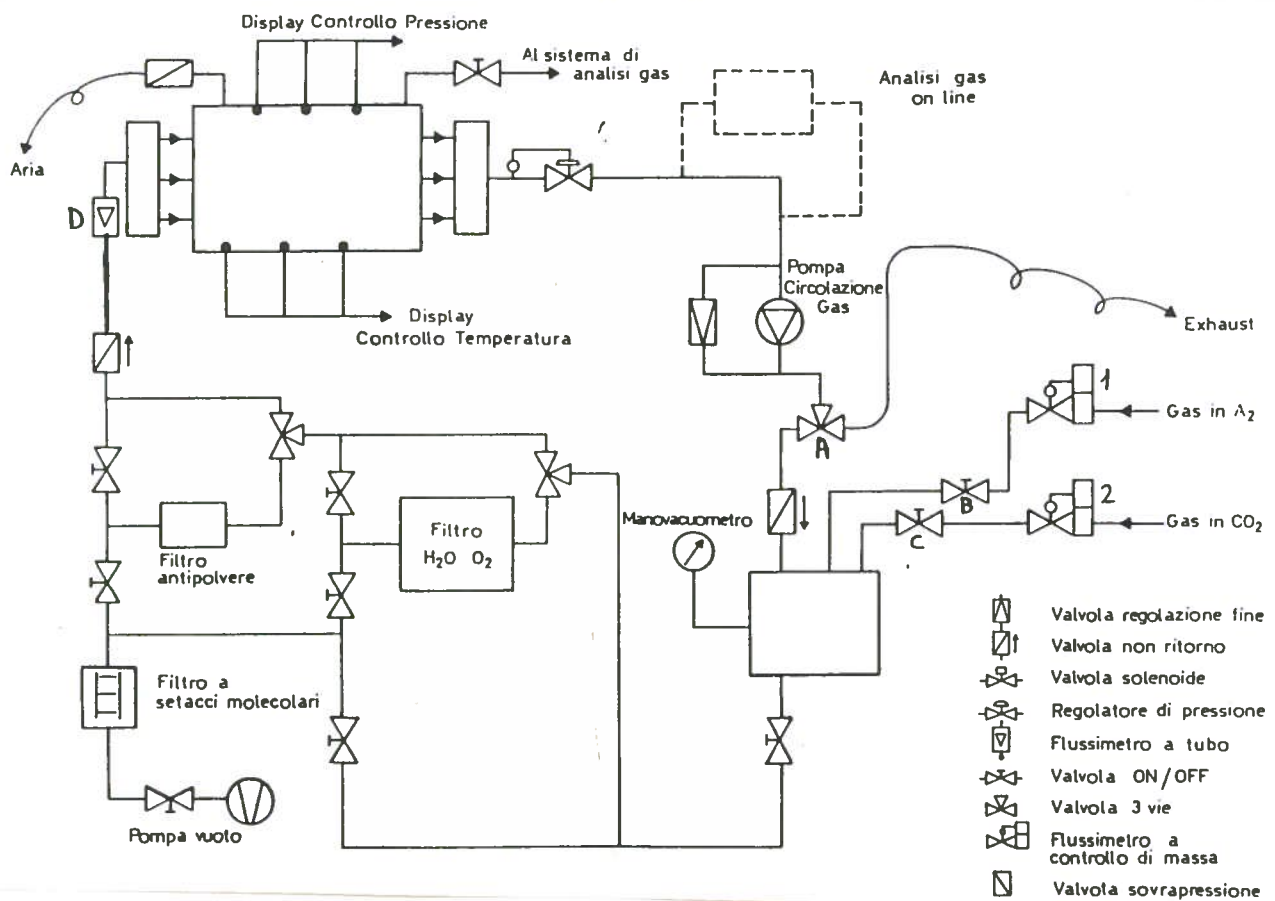 Display Controllo Pressione
Al sistema di
analisi gas
Analisi gas
on line
Aria
D
Display
Controllo Temperatura
Pompa
Circolazione
Gas
Exhaust
1
Gas in A₂
A
B
2
Gas in CO₂
C
Manovacuometro
Filtro
H₂O O₂
Filtro
antipolvere
Filtro a
setacci molecolari
Pompa vuoto
Valvola regolazione fine
Valvola non ritorno
Valvola solenoide
Regolatore di pressione
Flussimetro a tubo
Valvola ON/OFF
Valvola 3 vie
Flussimetro a
controllo di massa
Valvola sovrapressione